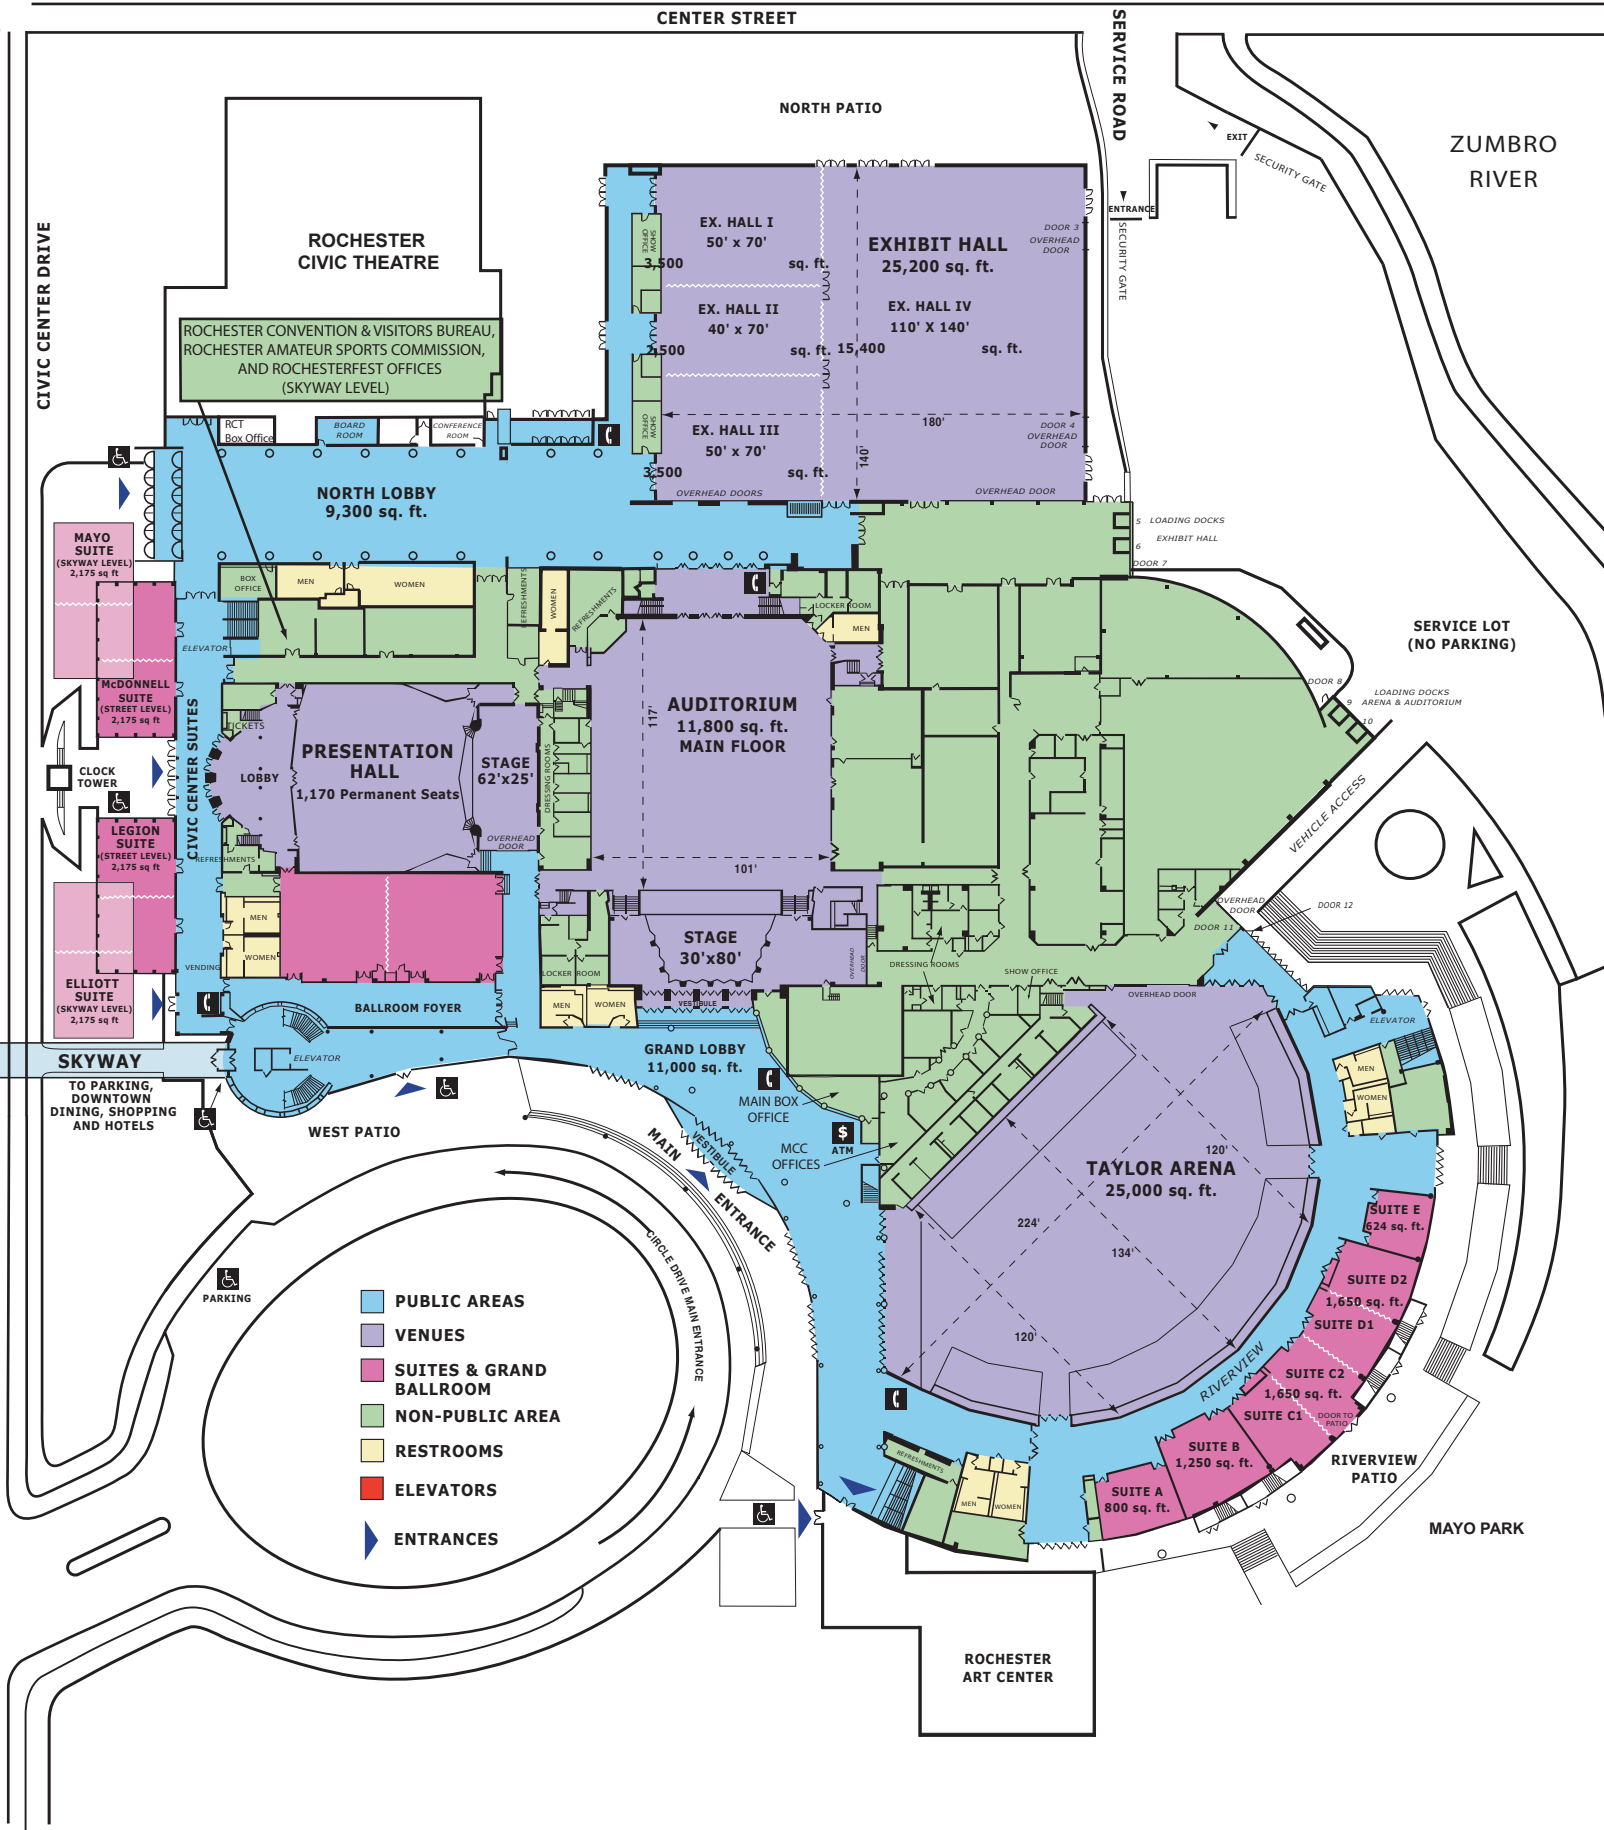 CENTER STREET
SERVICE ROAD
NORTH PATIO
EXIT
SECURITY GATE
ZUMBRO
RIVER
ENTRANCE
SECURITY GATE
CIVIC CENTER DRIVE
ROCHESTER
CIVIC THEATRE
ROCHESTER CONVENTION & VISITORS BUREAU,
ROCHESTER AMATEUR SPORTS COMMISSION,
AND ROCHESTERFEST OFFICES
(SKYWAY LEVEL)
SHOW
OFFICE
EX. HALL I
50' x 70'
3,500 sq. ft.
EX. HALL II
40' x 70'
2,500 sq. ft.
SHOW
OFFICE
EX. HALL III
50' x 70'
3,500 sq. ft.
EXHIBIT HALL
25,200 sq. ft.
EX. HALL IV
110' X 140'
15,400 sq. ft.
180'
140'
DOOR 3
OVERHEAD
DOOR
DOOR 4
OVERHEAD
DOOR
OVERHEAD DOORS
OVERHEAD DOOR
RCT
Box Office
BOARD
ROOM
CONFERENCE
ROOM
NORTH LOBBY
9,300 sq. ft.
5
LOADING DOCKS
EXHIBIT HALL
6
DOOR 7
MAYO
SUITE
(SKYWAY LEVEL)
2,175 sq ft
BOX
OFFICE
MEN
WOMEN
REFRESHMENTS
WOMEN
REFRESHMENTS
LOCKER ROOM
MEN
ELEVATOR
SERVICE LOT
(NO PARKING)
McDONNELL
SUITE
(STREET LEVEL)
2,175 sq ft
CIVIC CENTER SUITES
TICKETS
LOBBY
PRESENTATION
HALL
1,170 Permanent Seats
STAGE
62'x25'
OVERHEAD
DOOR
DRESSING ROOMS
AUDITORIUM
11,800 sq. ft.
MAIN FLOOR
117'
101'
DOOR 8
9
LOADING DOCKS
ARENA & AUDITORIUM
10
VEHICLE ACCESS
CLOCK
TOWER
LEGION
SUITE
(STREET LEVEL)
2,175 sq ft
REFRESHMENTS
MEN
WOMEN
VENDING
ELLIOTT
SUITE
(SKYWAY LEVEL)
2,175 sq ft
BALLROOM FOYER
STAGE
30'x80'
OVERHEAD
DOOR
LOCKER ROOM
MEN
WOMEN
VESTIBULE
DRESSING ROOMS
SHOW OFFICE
OVERHEAD
DOOR
DOOR 11
DOOR 12
OVERHEAD DOOR
ELEVATOR
MEN
WOMEN
SKYWAY
TO PARKING,
DOWNTOWN
DINING, SHOPPING
AND HOTELS
ELEVATOR
WEST PATIO
GRAND LOBBY
11,000 sq. ft.
MAIN BOX
OFFICE
$
ATM
MCC
OFFICES
VESTIBULE
MAIN
ENTRANCE
CIRCLE DRIVE MAIN ENTRANCE
PARKING
TAYLOR ARENA
25,000 sq. ft.
120'
224'
134'
120'
SUITE E
624 sq. ft.
SUITE D2
1,650 sq. ft.
SUITE D1
SUITE C2
1,650 sq. ft.
SUITE C1
DOOR TO
PATIO
SUITE B
1,250 sq. ft.
SUITE A
800 sq. ft.
RIVERVIEW
RIVERVIEW
PATIO
MAYO PARK
REFRESHMENTS
MEN
WOMEN
PUBLIC AREAS
VENUES
SUITES & GRAND
BALLROOM
NON-PUBLIC AREA
RESTROOMS
ELEVATORS
ENTRANCES
ROCHESTER
ART CENTER